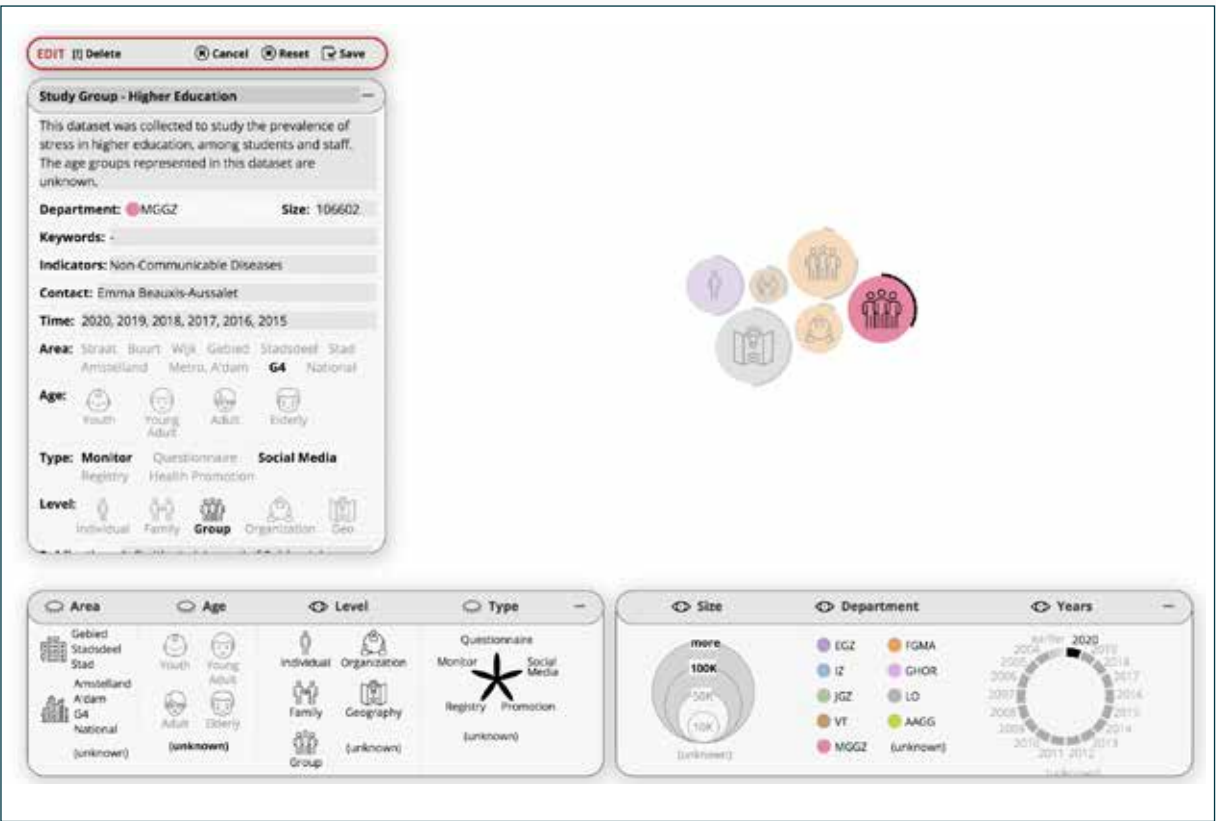 EDIT [!] Delete Cancel Reset Save
Study Group - Higher Education
This dataset was collected to study the prevalence of
stress in higher education, among students and staff.
The age groups represented in this dataset are
unknown.
Department: MGGZ Size: 106602
Keywords: -
Indicators: Non-Communicable Diseases
Contact: Emma Beauxis-Aussalet
Time: 2020, 2019, 2018, 2017, 2016, 2015
Area: Straat Buurt Wijk Gebied Stadsdeel Stad
Amstelland Metro. A'dam G4 National
Age:
Youth Young Adult Elderly
Adult
Type: Monitor Questionnaire Social Media
Registry Health Promotion
Level:
Individual Family Group Organization Geo
Area Age Level Type
Gebied
Stadsdeel
Stad
Amstelland
A'dam
G4
National
(unknown)
Youth Young
Adult
Adult Elderly
(unknown)
Individual Organization
Family Geography
Group (unknown)
Questionnaire
Monitor Social
Media
Registry Promotion
(unknown)
Size Department Years
more
100K
50K
10K
(unknown)
EGZ FGMA
IZ GHOR
JGZ LO
VT AAGG
MGGZ (unknown)
earlier 2020
2004 2019
2005 2018
2006 2017
2007 2016
2008 2015
2009 2014
2010 2013
2011 2012